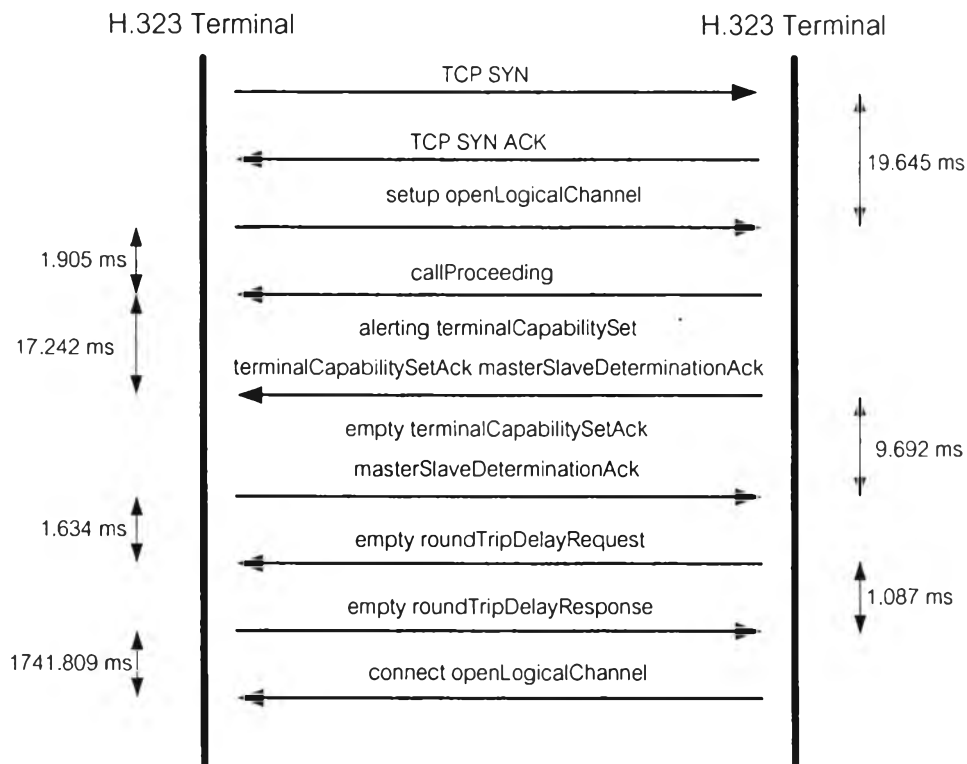 H.323 Terminal
H.323 Terminal
TCP SYN
TCP SYN ACK
19.645 ms
setup openLogicalChannel
1.905 ms
callProceeding
alerting terminalCapabilitySet
17.242 ms
terminalCapabilitySetAck masterSlaveDeterminationAck
empty terminalCapabilitySetAck
9.692 ms
masterSlaveDeterminationAck
1.634 ms
empty roundTripDelayRequest
1.087 ms
empty roundTripDelayResponse
1741.809 ms
connect openLogicalChannel